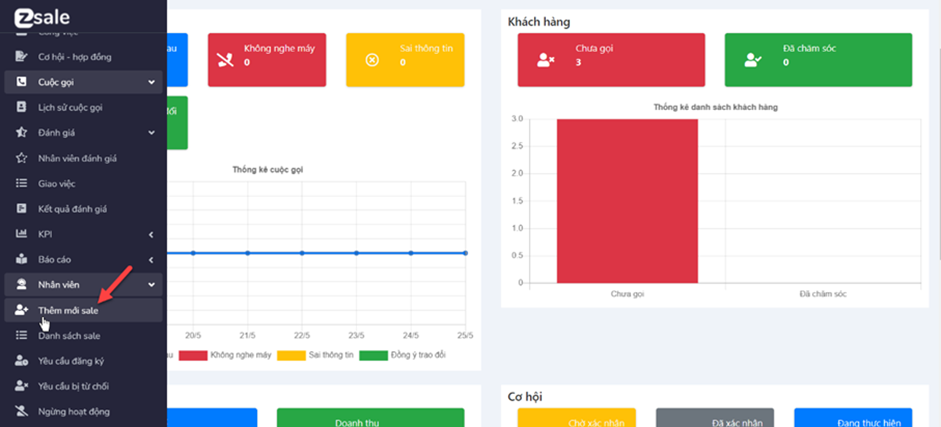 Zsale
Công việc
Cơ hội - hợp đồng
Cuộc gọi
Lịch sử cuộc gọi
Đánh giá
Nhân viên đánh giá
Giao việc
Kết quả đánh giá
KPI
Báo cáo
Nhân viên
Thêm mới sale
Danh sách sale
Yêu cầu đăng ký
Yêu cầu bị từ chối
Ngừng hoạt động
Không nghe máy
0
Sai thông tin
0
Thống kê cuộc gọi
20/5 21/5 22/5 23/5 24/5 25/5
Không nghe máy Sai thông tin Đồng ý trao đổi
Doanh thu
Khách hàng
Chưa gọi
3
Đã chăm sóc
0
Thống kê danh sách khách hàng
3.0
2.5
2.0
1.5
1.0
0.5
0
Chưa gọi Đã chăm sóc
Cơ hội
Chờ xác nhận Đã xác nhận Đang thực hiện